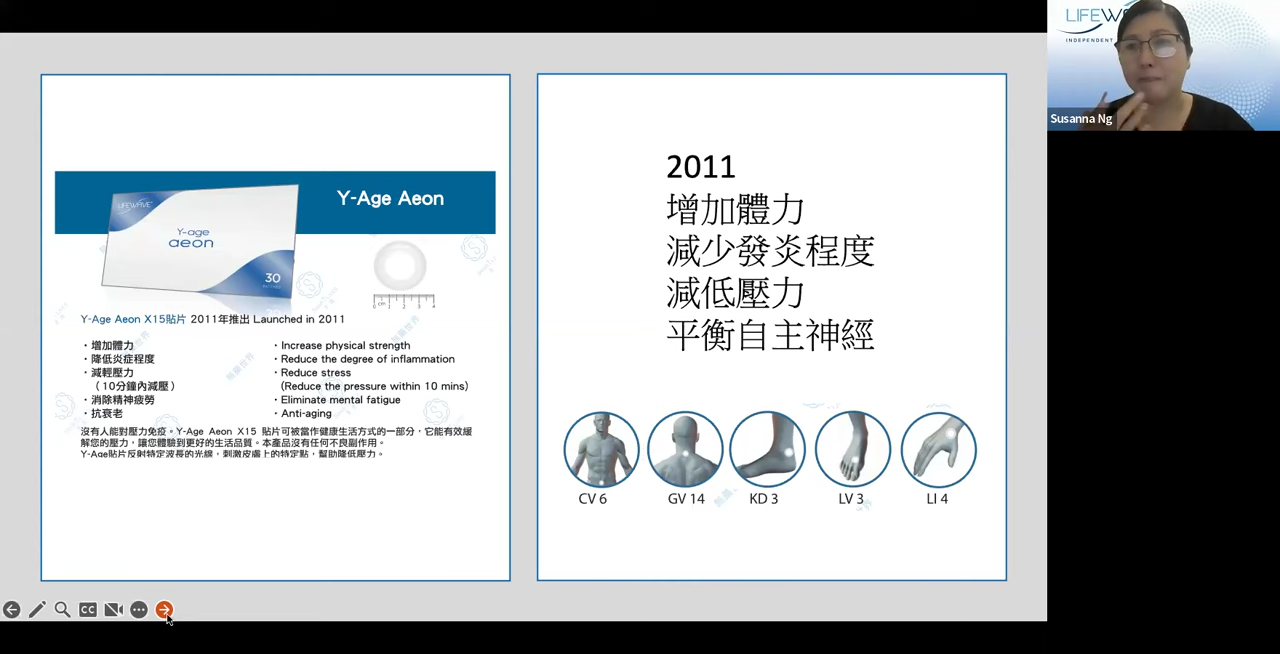 Y-Age Aeon
LIFEWAVE
Y-age
aeon
30
cm
0 1 2 3 4
Y-Age Aeon X15貼片 2011年推出 Launched in 2011
・增加體力
・降低炎症程度
・減輕壓力
（10分鐘內減壓）
・消除精神疲勞
・抗衰老
・Increase physical strength
・Reduce the degree of inflammation
・Reduce stress
(Reduce the pressure within 10 mins)
・Eliminate mental fatigue
・Anti-aging
沒有人能對壓力免疫。Y-Age Aeon X15 貼片可被當作健康生活方式的一部分，它能有效緩
解您的壓力，讓您體驗到更好的生活品質。本產品沒有任何不良副作用。
Y-Age貼片反射特定波長的光線，刺激皮膚上的特定點，幫助降低壓力。
2011
增加體力
減少發炎程度
減低壓力
平衡自主神經
CV 6
GV 14
KD 3
LV 3
LI 4
CC
LIFEW
INDEPENDENT
Susanna Ng